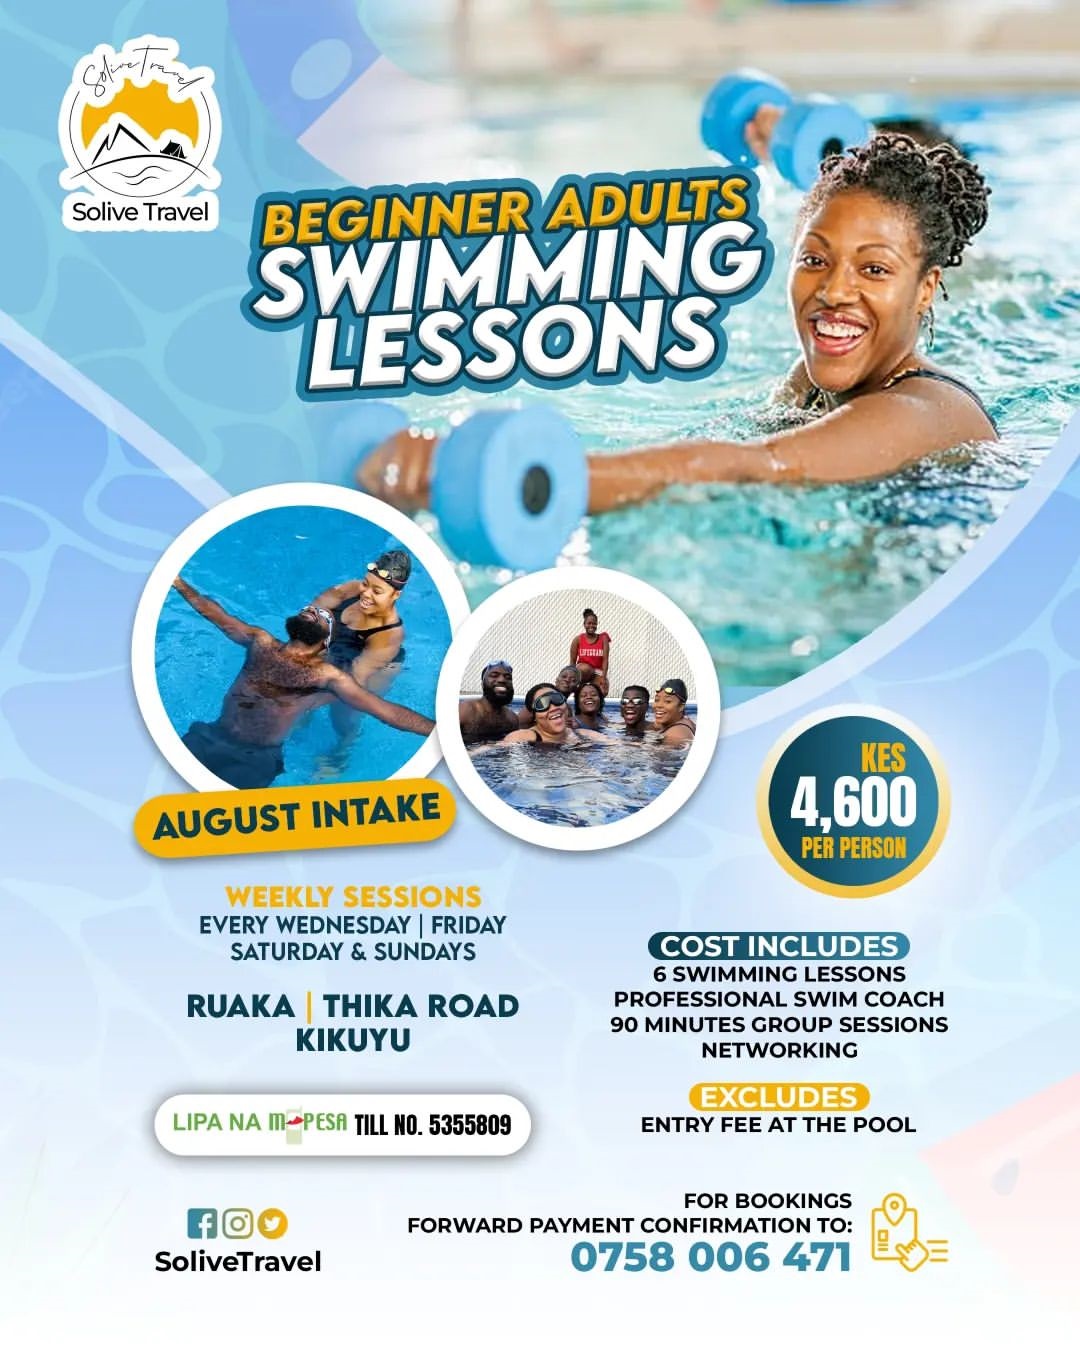 Solive Travel
Solive Travel
BEGINNER ADULTS
SWIMMING
LESSONS
LIFEGUARD
AUGUST INTAKE
KES
4,600
PER PERSON
WEEKLY SESSIONS
EVERY WEDNESDAY | FRIDAY
SATURDAY & SUNDAYS
RUAKA | THIKA ROAD
KIKUYU
COST INCLUDES
6 SWIMMING LESSONS
PROFESSIONAL SWIM COACH
90 MINUTES GROUP SESSIONS
NETWORKING
EXCLUDES
ENTRY FEE AT THE POOL
LIPA NA M-PESA TILL NO. 5355809
SoliveTravel
FOR BOOKINGS
FORWARD PAYMENT CONFIRMATION TO:
0758 006 471